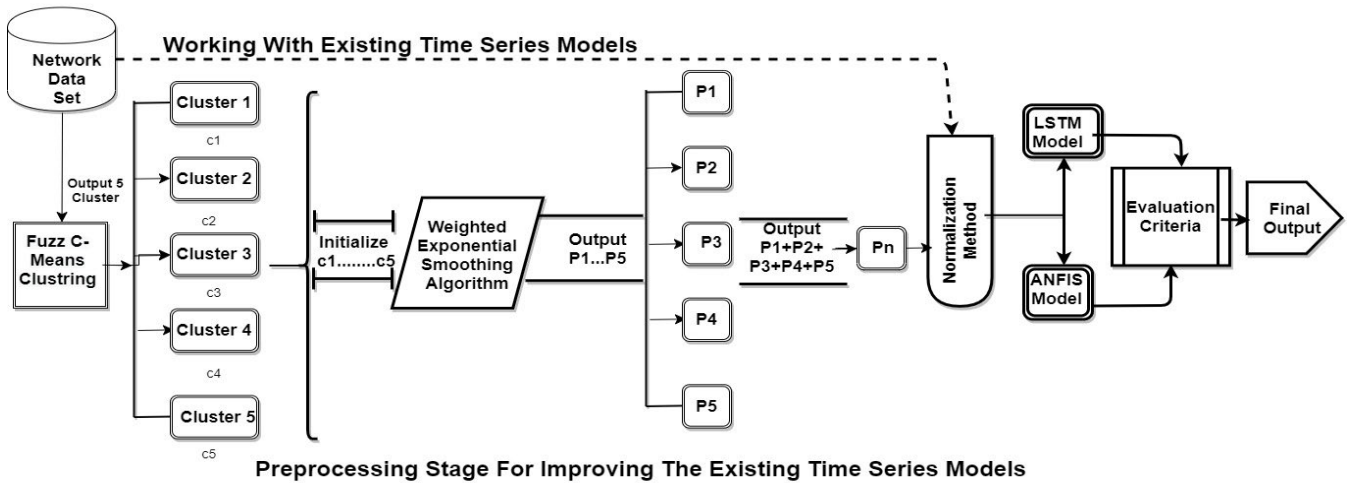 Working With Existing Time Series Models
Network
Data
Set
Output 5
Cluster
Fuzz C-
Means
Clustring
Cluster 1
c1
Cluster 2
c2
Cluster 3
c3
Cluster 4
c4
Cluster 5
c5
Initialize
c1........c5
Weighted
Exponential
Smoothing
Algorithm
Output
P1...P5
P1
P2
P3
P4
P5
Output
P1+P2+
P3+P4+P5
Pn
Normalization
Method
LSTM
Model
ANFIS
Model
Evaluation
Criteria
Final
Output
Preprocessing Stage For Improving The Existing Time Series Models